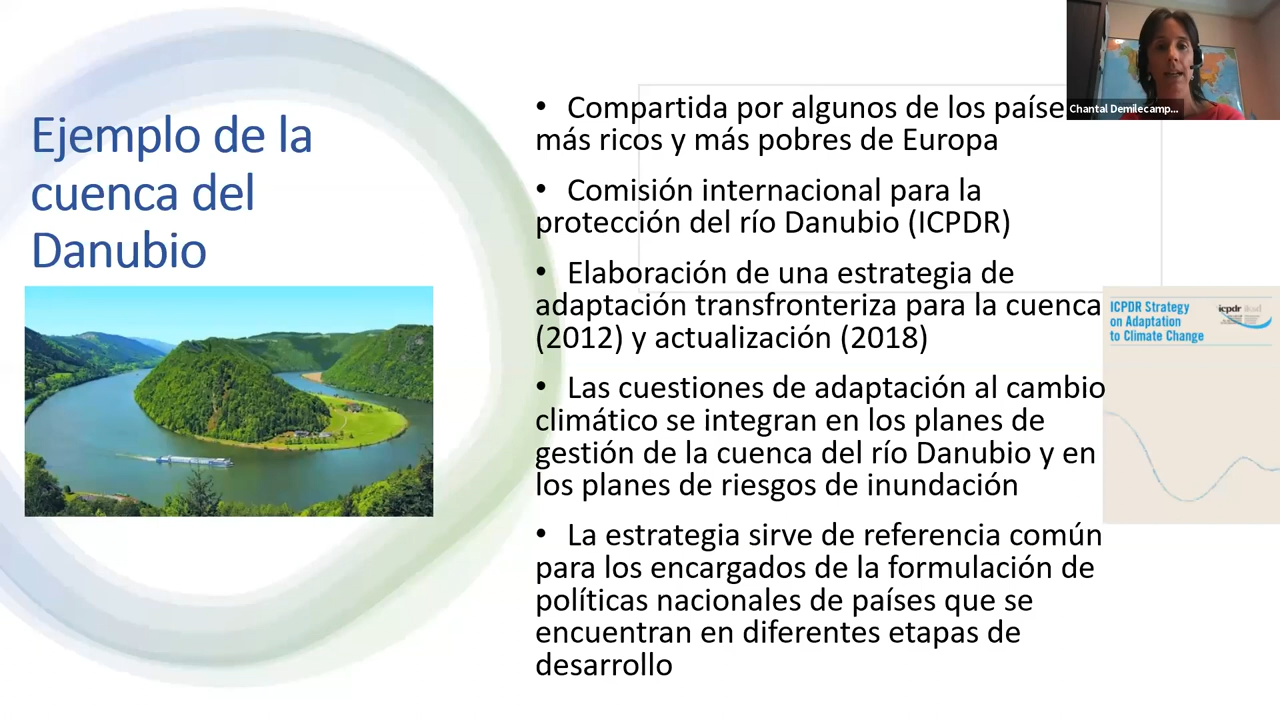 Ejemplo de la
cuenca del
Danubio
• Compartida por algunos de los paíse
más ricos y más pobres de Europa
• Comisión internacional para la
protección del río Danubio (ICPDR)
• Elaboración de una estrategia de
adaptación transfronteriza para la cuenca
(2012) y actualización (2018)
• Las cuestiones de adaptación al cambio
climático se integran en los planes de
gestión de la cuenca del río Danubio y en
los planes de riesgos de inundación
• La estrategia sirve de referencia común
para los encargados de la formulación de
políticas nacionales de países que se
encuentran en diferentes etapas de
desarrollo
Chantal Demilecamp...
ICPDR Strategy
on Adaptation
to Climate Change
icpdr iksd